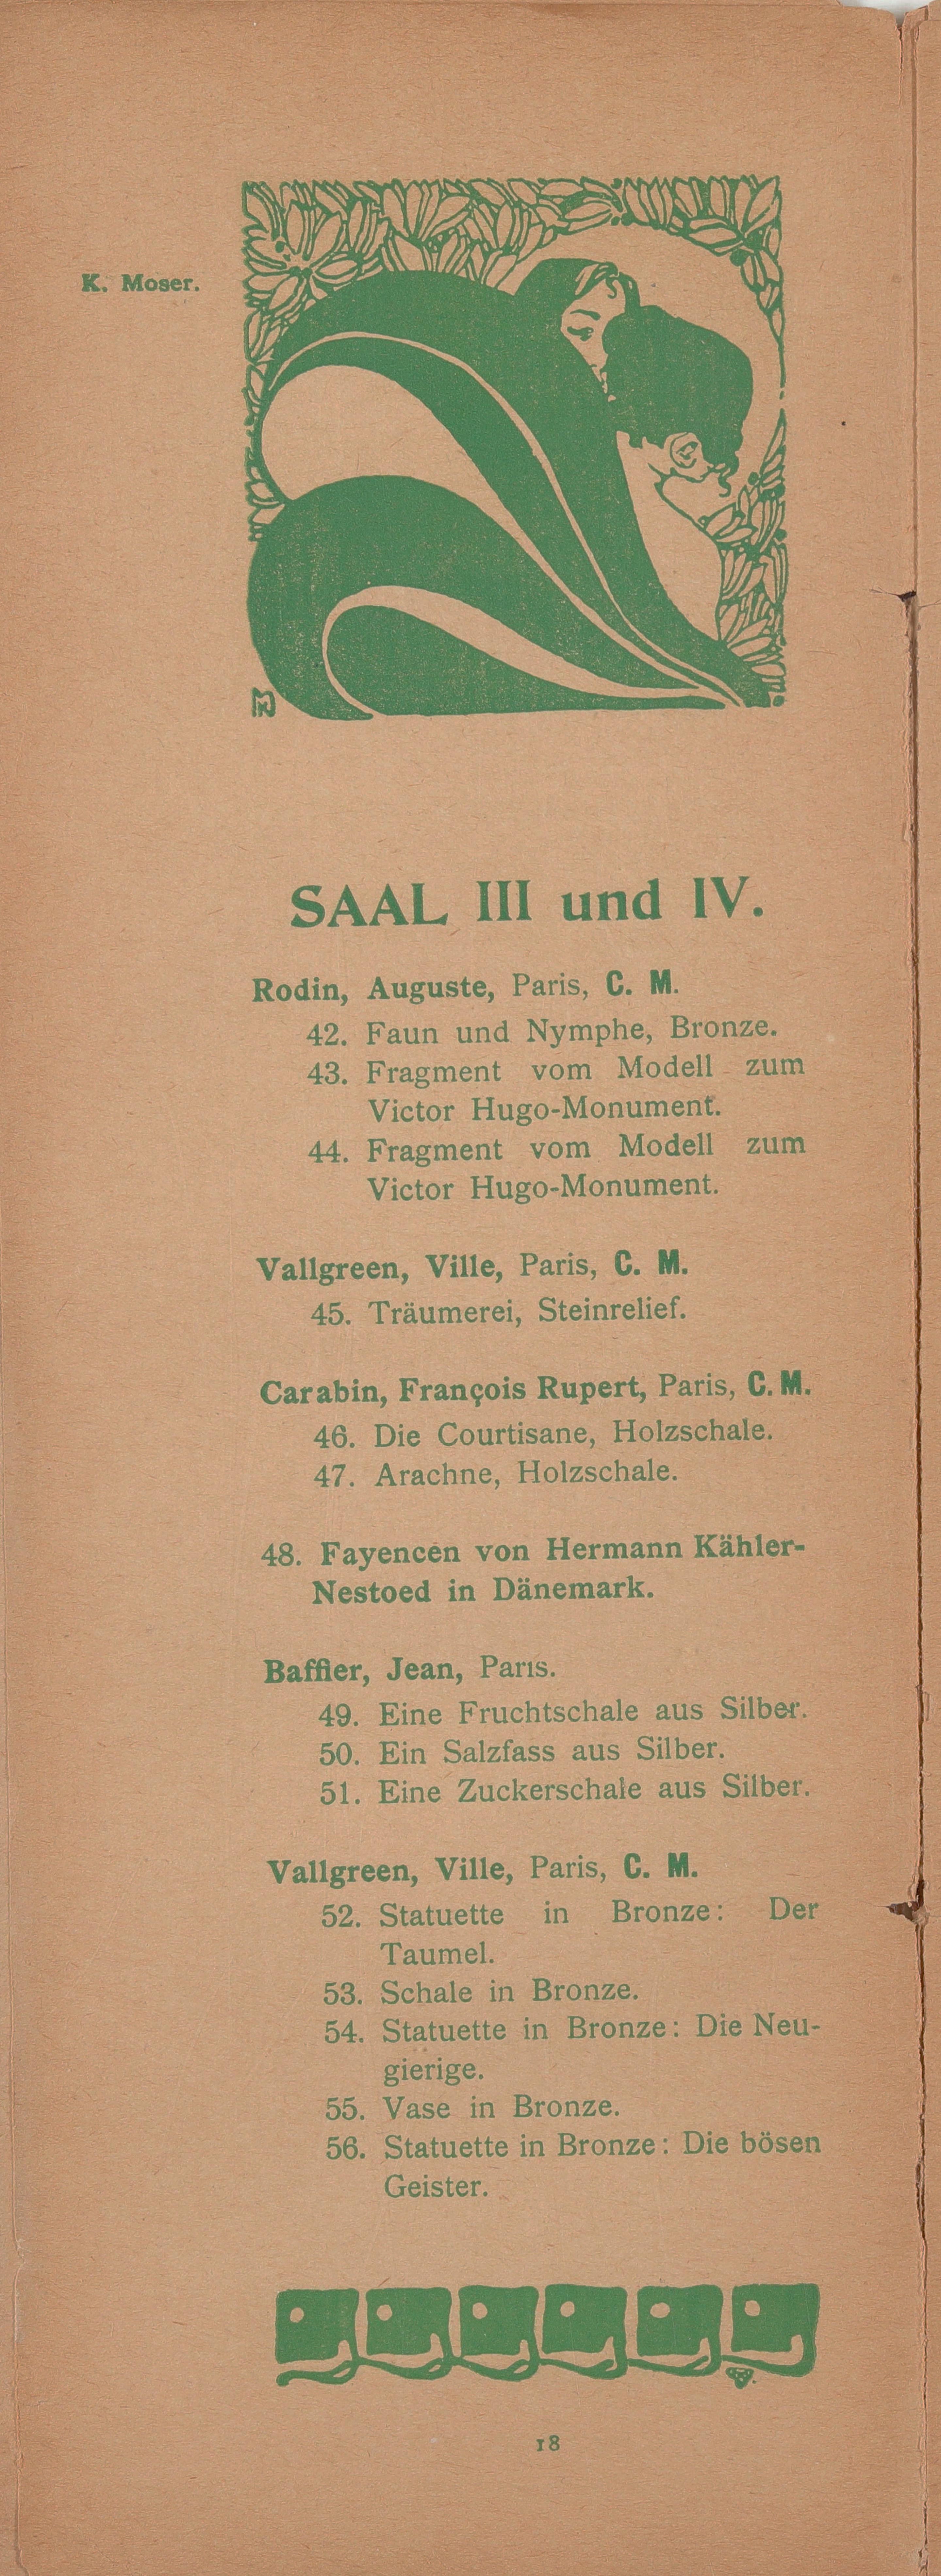 K. Moser.
SAAL III und IV.
Rodin, Auguste, Paris, C. M.
42. Faun und Nymphe, Bronze.
43. Fragment vom Modell zum
Victor Hugo-Monument.
44. Fragment vom Modell zum
Victor Hugo-Monument.
Vallgreen, Ville, Paris, C. M.
45. Träumerei, Steinrelief.
Carabin, François Rupert, Paris, C. M.
46. Die Courtisane, Holzschale.
47. Arachne, Holzschale.
48. Fayencen von Hermann Kähler-
Nestoed in Dänemark.
Baffier, Jean, Paris.
49. Eine Fruchtschale aus Silber.
50. Ein Salzfass aus Silber.
51. Eine Zuckerschale aus Silber.
Vallgreen, Ville, Paris, C. M.
52. Statuette in Bronze: Der
Taumel.
53. Schale in Bronze.
54. Statuette in Bronze: Die Neu-
gierige.
55. Vase in Bronze.
56. Statuette in Bronze: Die bösen
Geister.
18